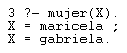 3 ?- mujer(X).
X = maricela ;
X = gabriela.